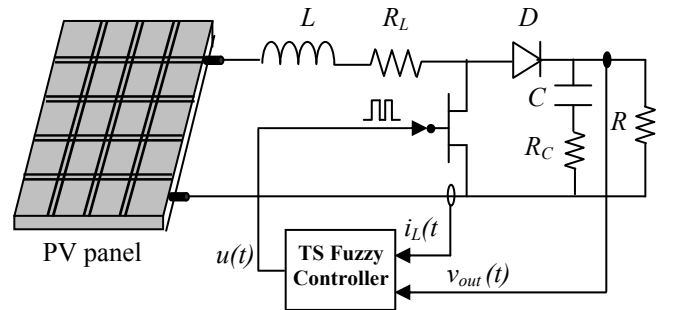 L
R_L
D
C
R_C
R
PV panel
u(t)
TS Fuzzy
Controller
i_L(t
v_out (t)